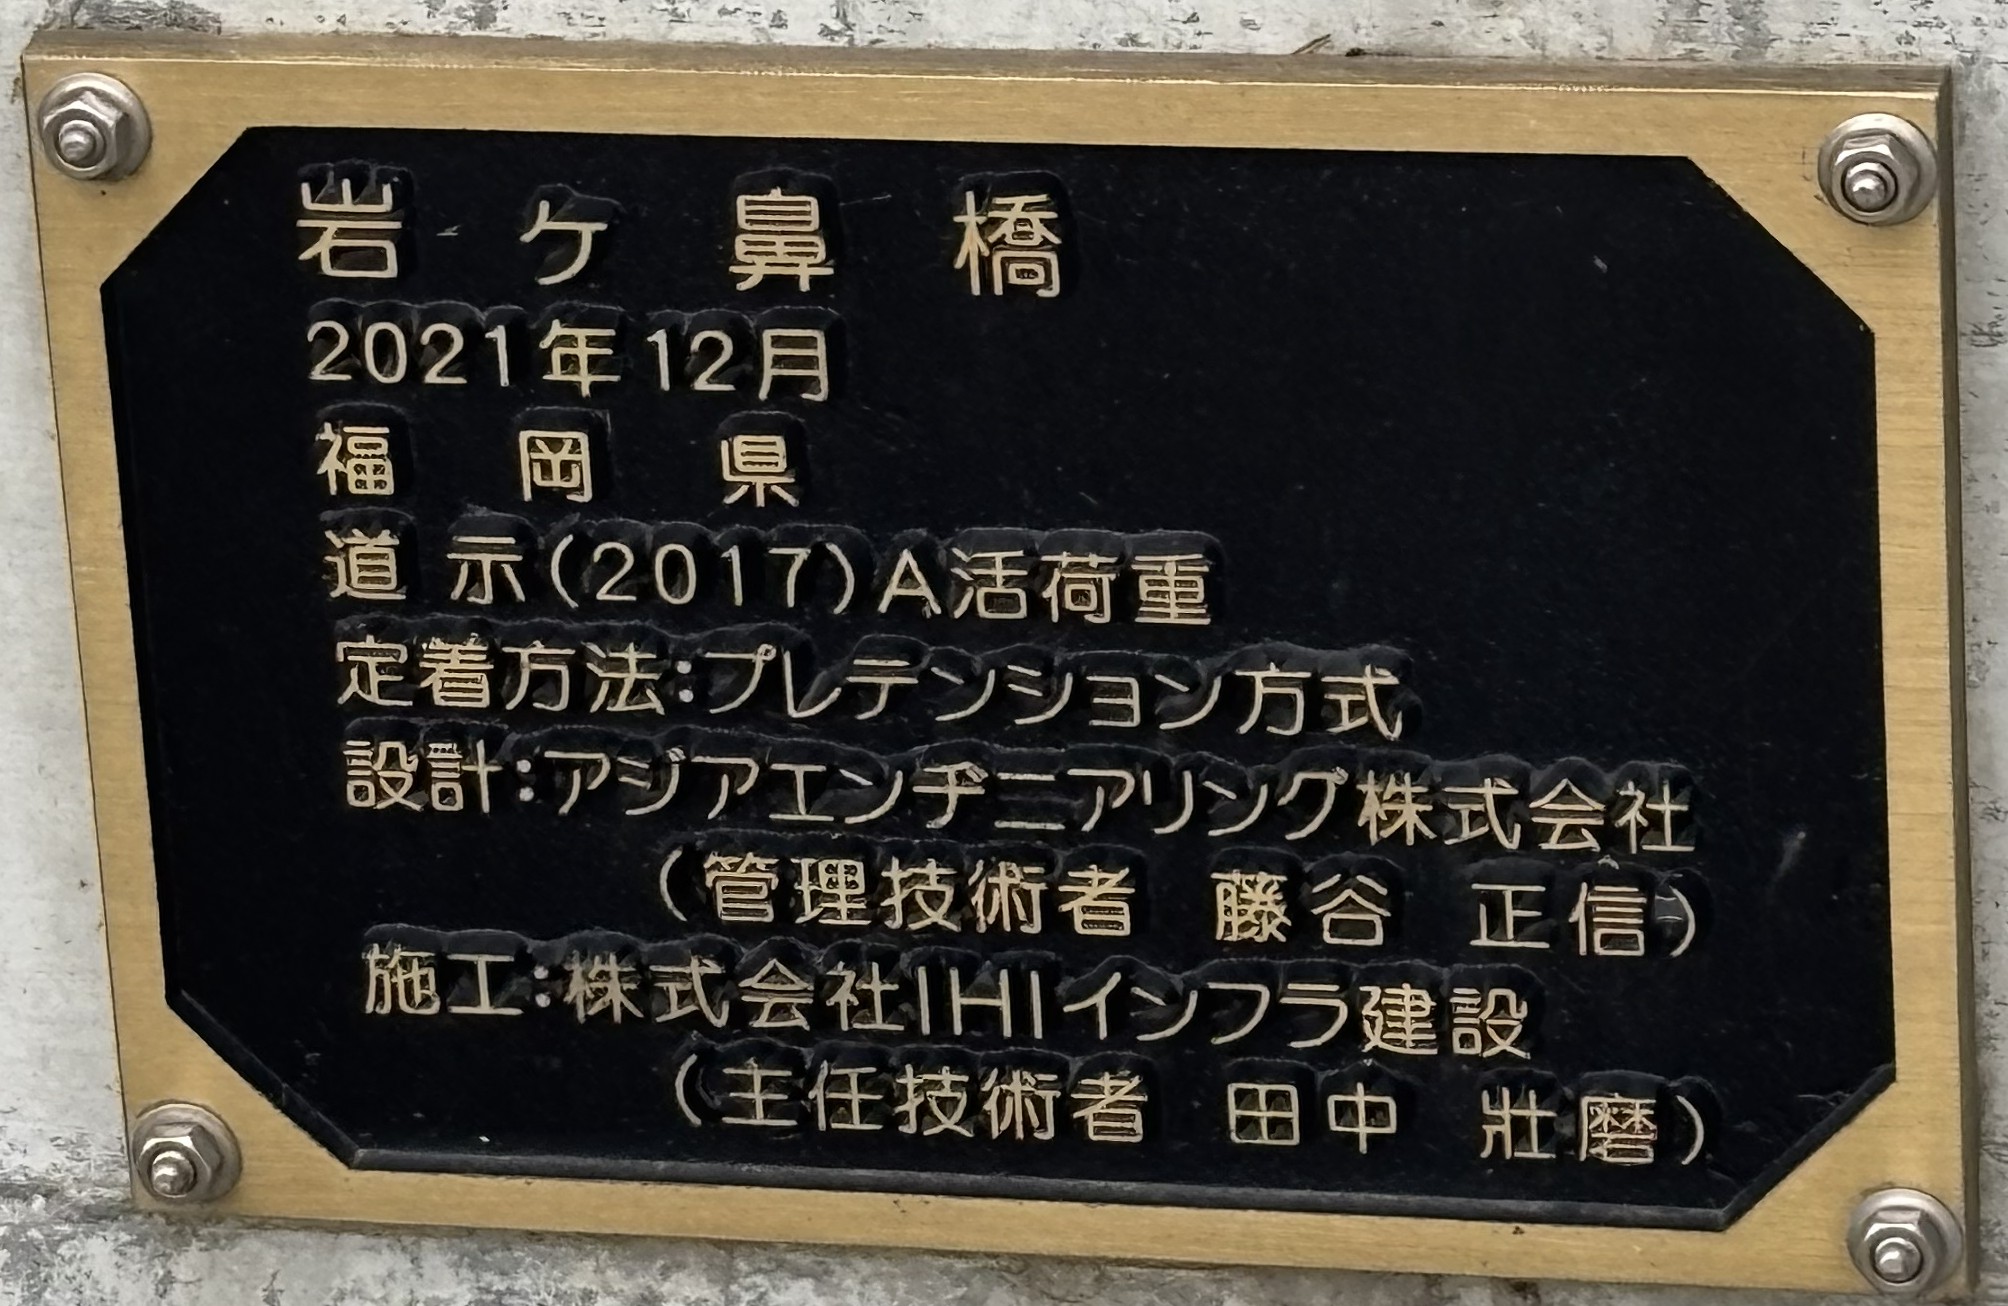 岩ケ鼻橋
2021年12月
福岡県
道示(2017)A活荷重
定着方法:プレテンション方式
設計:アジアエンヂニアリング株式会社
(管理技術者 藤谷 正信)
施工:株式会社IHIインフラ建設
(主任技術者 田中 壯磨)